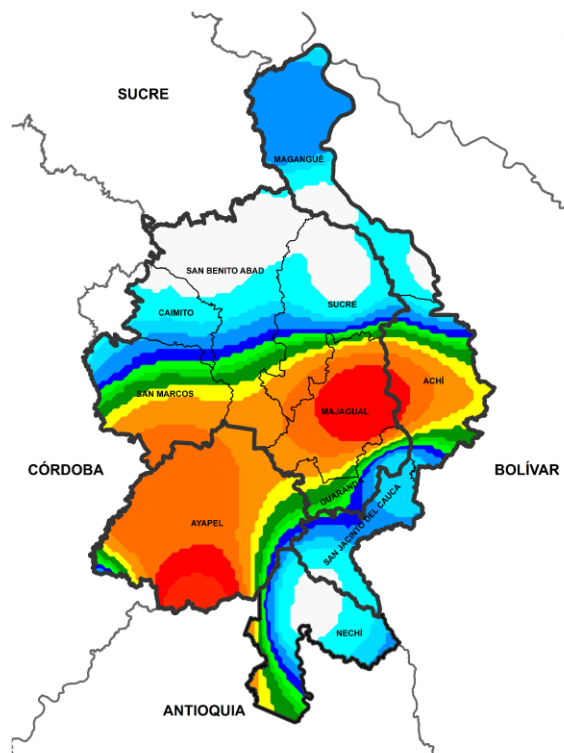 SUCRE
MAGANGUÉ
SAN BENITO ABAD
CAIMITO
SUCRE
ACHÍ
SAN MARCOS
MAJAGUAL
CÓRDOBA
BOLÍVAR
GUARANDA
AYAPEL
SAN JACINTO DEL CAUCA
NECHÍ
ANTIOQUIA